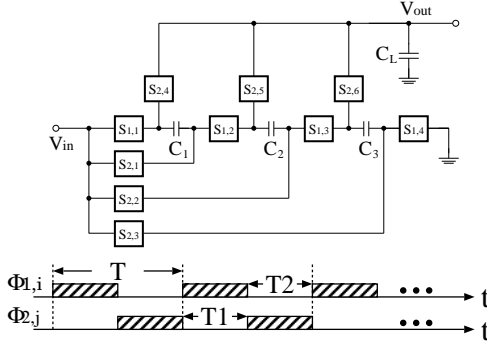 Vout
CL
S2,4 S2,5 S2,6
S1,1 S1,2 S1,3 S1,4
Vin
C1 C2 C3
S2,1
S2,2
S2,3
Φ1,i T T2 t
Φ2,j T1 t